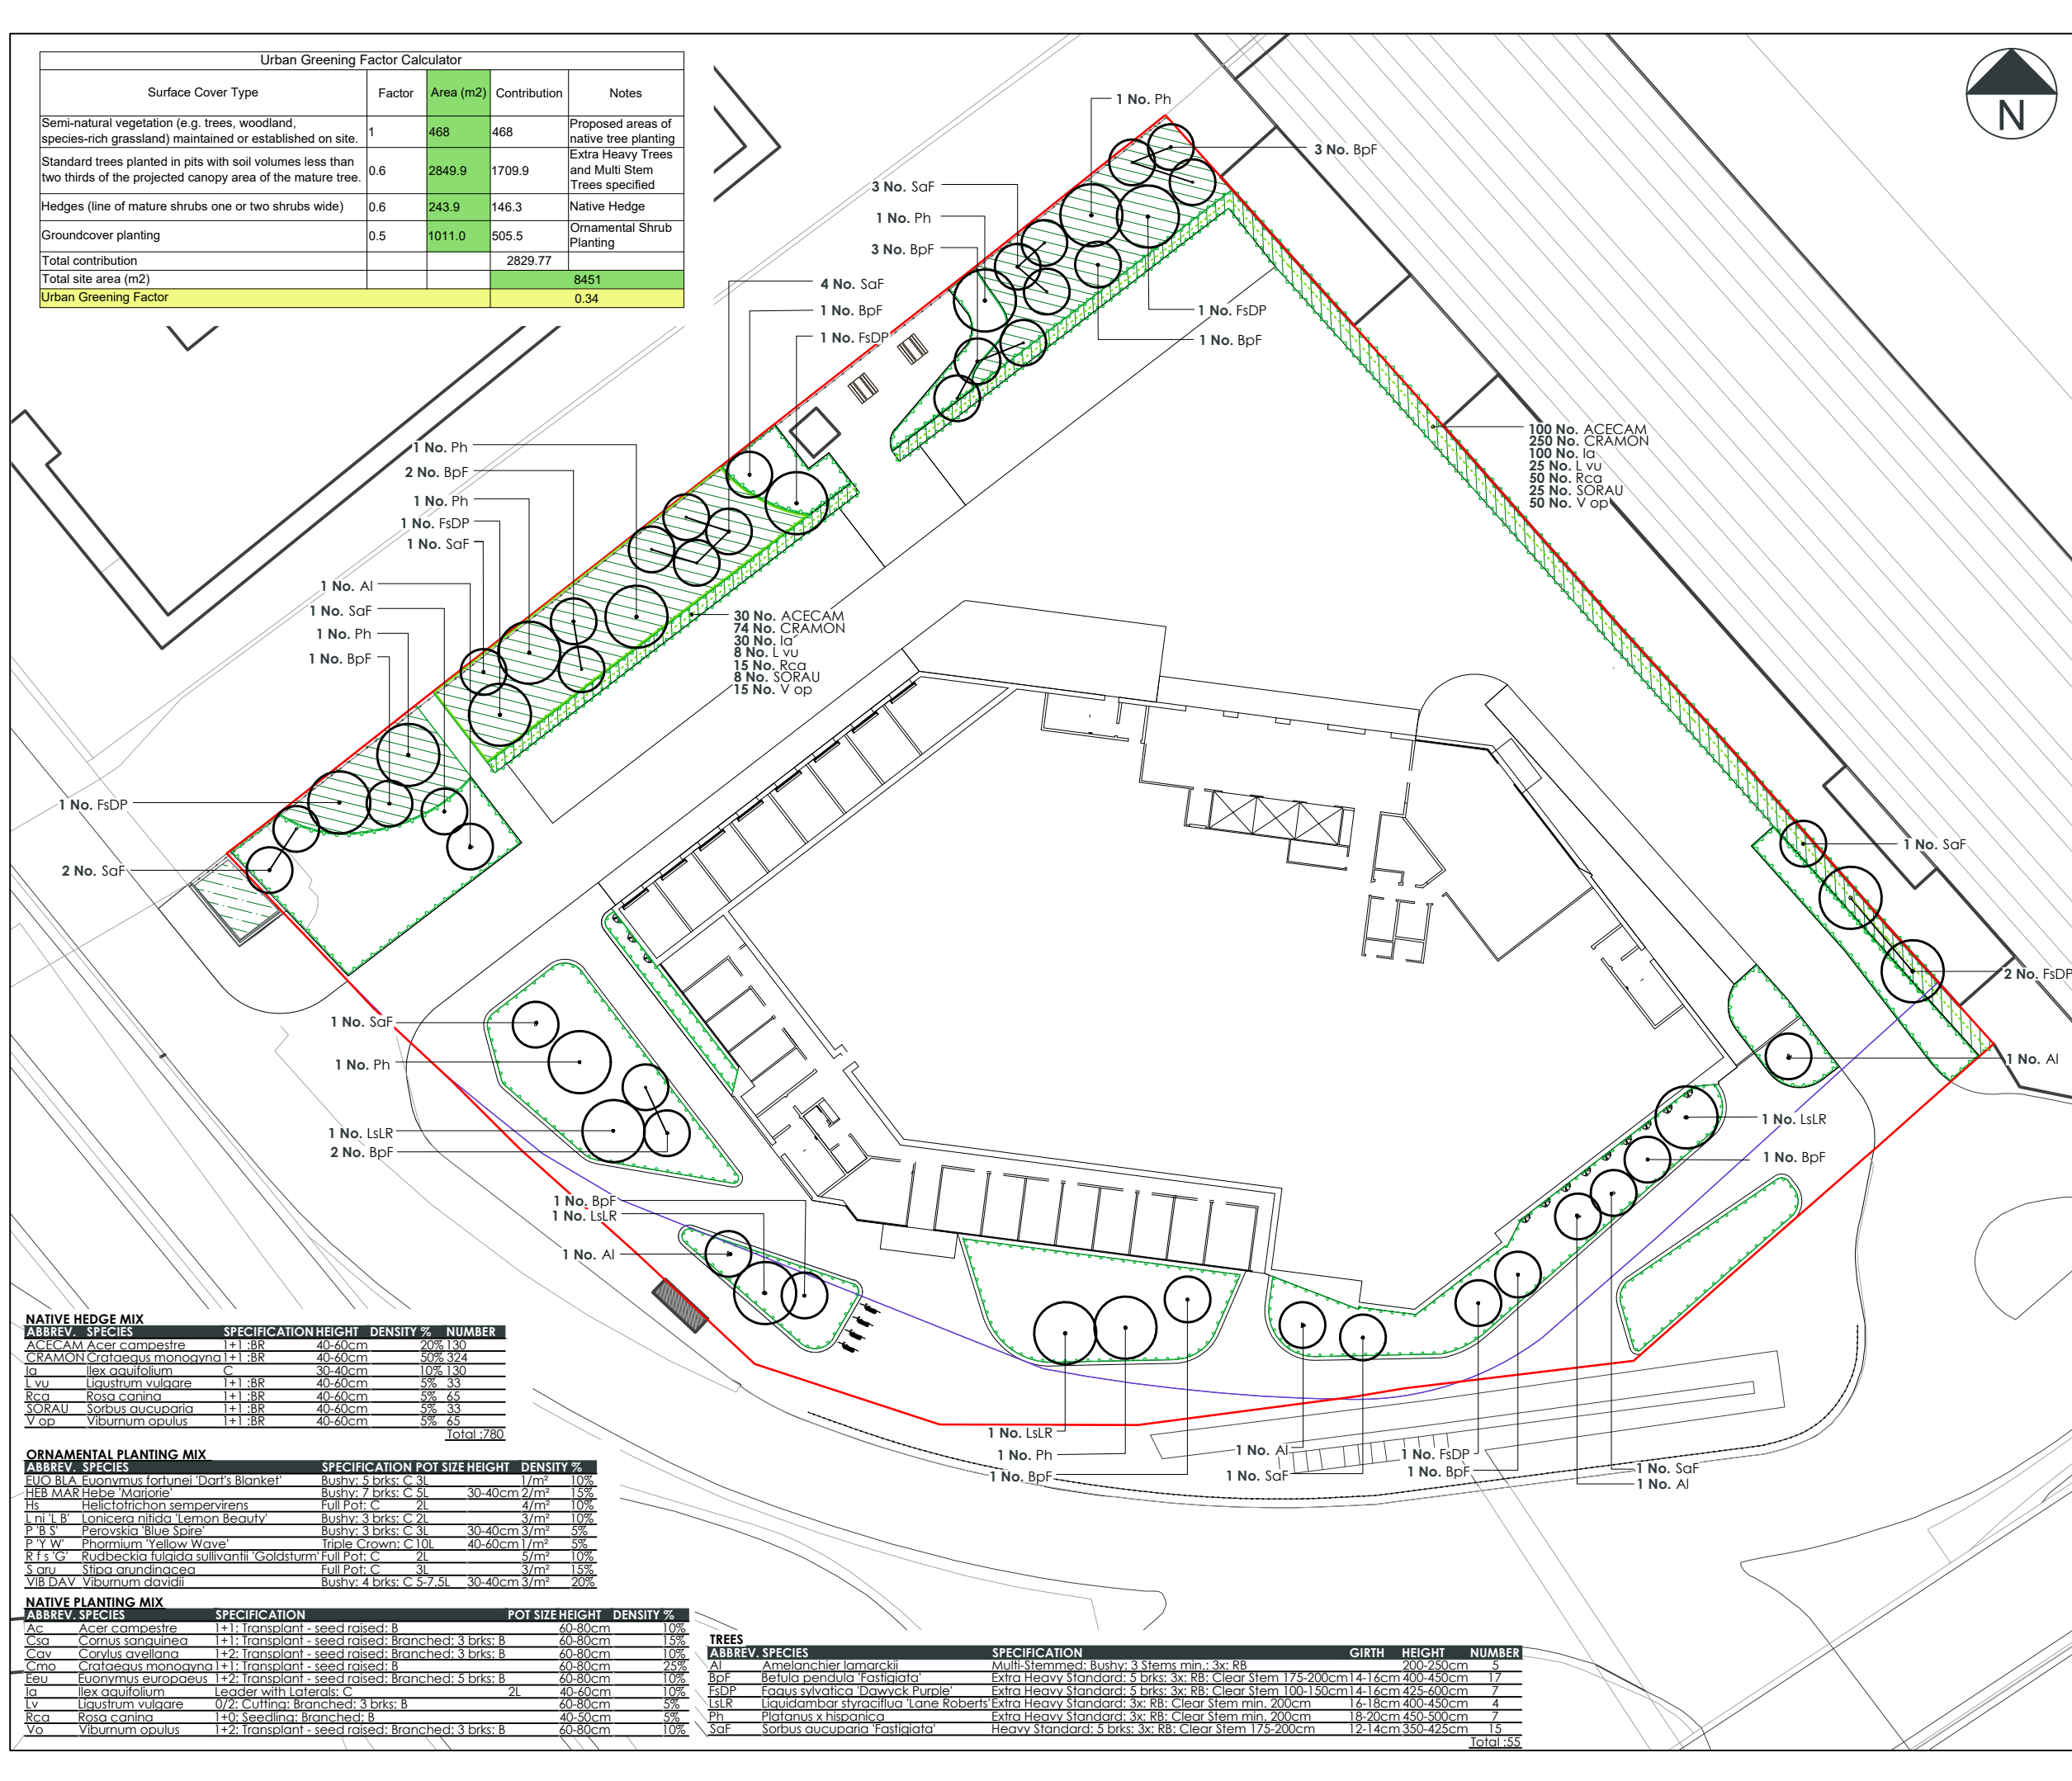 Urban Greening Factor Calculator
Surface Cover Type Factor Area (m2) Contribution Notes
Semi-natural vegetation (e.g. trees, woodland, species-rich grassland) maintained or established on site. 1 468 468 Proposed areas of native tree planting
Standard trees planted in pits with soil volumes less than two thirds of the projected canopy area of the mature tree. 0.6 2849.9 1709.9 Extra Heavy Trees and Multi Stem Trees specified
Hedges (line of mature shrubs one or two shrubs wide) 0.6 243.9 146.3 Native Hedge
Groundcover planting 0.5 1011.0 505.5 Ornamental Shrub Planting
Total contribution 2829.77
Total site area (m2) 8451
Urban Greening Factor 0.34
N
1 No. Ph
3 No. BpF
3 No. SaF
1 No. Ph
3 No. BpF
4 No. SaF
1 No. BpF
1 No. FsDP
1 No. FsDP
1 No. BpF
100 No. ACECAM
250 No. CRAMON
100 No. Ia
25 No. L vu
50 No. Rca
25 No. SORAU
50 No. V op
1 No. Ph
2 No. BpF
1 No. Ph
1 No. FsDP
1 No. SaF
1 No. Al
1 No. SaF
1 No. Ph
1 No. BpF
30 No. ACECAM
74 No. CRAMON
30 No. Ia
8 No. L vu
15 No. Rca
8 No. SORAU
15 No. V op
1 No. FsDP
2 No. SaF
1 No. SaF
2 No. FsDP
1 No. Al
1 No. SaF
1 No. Ph
1 No. LsLR
2 No. BpF
1 No. LsLR
1 No. BpF
1 No. BpF
1 No. LsLR
1 No. Al
1 No. LsLR
1 No. Ph
1 No. BpF
1 No. Al
1 No. SaF
1 No. FsDP
1 No. BpF
1 No. SaF
1 No. Al
NATIVE HEDGE MIX
ABBREV. SPECIES SPECIFICATION HEIGHT DENSITY % NUMBER
ACECAM Acer campestre 1+1 :BR 40-60cm 20% 130
CRAMON Crataegus monogyna 1+1 :BR 40-60cm 50% 324
Ia Ilex aquifolium C 30-40cm 10% 130
L vu Ligustrum vulgare 1+1 :BR 40-60cm 5% 33
Rca Rosa canina 1+1 :BR 40-60cm 5% 65
SORAU Sorbus aucuparia 1+1 :BR 40-60cm 5% 33
V op Viburnum opulus 1+1 :BR 40-60cm 5% 65
Total :780
ORNAMENTAL PLANTING MIX
ABBREV. SPECIES SPECIFICATION POT SIZE HEIGHT DENSITY %
EUO BLA Euonymus fortunei 'Dart's Blanket' Bushy: 5 brks: C 3L 1/m² 10%
HEB MAR Hebe 'Marjorie' Bushy: 7 brks: C 5L 30-40cm 2/m² 15%
Hs Helictotrichon sempervirens Full Pot: C 2L 4/m² 10%
L ni 'L B' Lonicera nitida 'Lemon Beauty' Bushy: 3 brks: C 2L 3/m² 10%
P 'B S' Perovskia 'Blue Spire' Bushy: 3 brks: C 3L 30-40cm 3/m² 5%
P 'Y W' Phormium 'Yellow Wave' Triple Crown: C 10L 40-60cm 1/m² 5%
R f s 'G' Rudbeckia fulgida sullivantii 'Goldsturm' Full Pot: C 2L 5/m² 10%
S aru Stipa arundinacea Full Pot: C 3L 3/m² 15%
VIB DAV Viburnum davidii Bushy: 4 brks: C 5-7.5L 30-40cm 3/m² 20%
NATIVE PLANTING MIX
ABBREV. SPECIES SPECIFICATION POT SIZE HEIGHT DENSITY %
Ac Acer campestre 1+1: Transplant - seed raised: B 60-80cm 10%
Csa Cornus sanguinea 1+1: Transplant - seed raised: Branched: 3 brks: B 60-80cm 15%
Cav Corylus avellana 1+2: Transplant - seed raised: Branched: 3 brks: B 60-80cm 10%
Cmo Crataegus monogyna 1+1: Transplant - seed raised: B 60-80cm 25%
Eeu Euonymus europaeus 1+2: Transplant - seed raised: Branched: 5 brks: B 60-80cm 10%
Ia Ilex aquifolium Leader with Laterals: C 2L 40-60cm 10%
Lv Ligustrum vulgare 0/2: Cutting: Branched: 3 brks: B 60-80cm 5%
Rca Rosa canina 1+0: Seedling: Branched: B 40-50cm 5%
Vo Viburnum opulus 1+2: Transplant - seed raised: Branched: 3 brks: B 60-80cm 10%
TREES
ABBREV. SPECIES SPECIFICATION GIRTH HEIGHT NUMBER
Al Amelanchier lamarckii Multi-Stemmed: Bushy: 3 Stems min.: 3x: RB 200-250cm 5
BpF Betula pendula 'Fastigiata' Extra Heavy Standard: 5 brks: 3x: RB: Clear Stem 175-200cm 14-16cm 400-450cm 17
FsDP Fagus sylvatica 'Dawyck Purple' Extra Heavy Standard: 5 brks: 3x: RB: Clear Stem 100-150cm 14-16cm 425-600cm 7
LsLR Liquidambar styraciflua 'Lane Roberts' Extra Heavy Standard: 3x: RB: Clear Stem min. 200cm 16-18cm 400-450cm 4
Ph Platanus x hispanica Extra Heavy Standard: 3x: RB: Clear Stem min. 200cm 18-20cm 450-500cm 7
SaF Sorbus aucuparia 'Fastigiata' Heavy Standard: 5 brks: 3x: RB: Clear Stem 175-200cm 12-14cm 350-425cm 15
Total :55